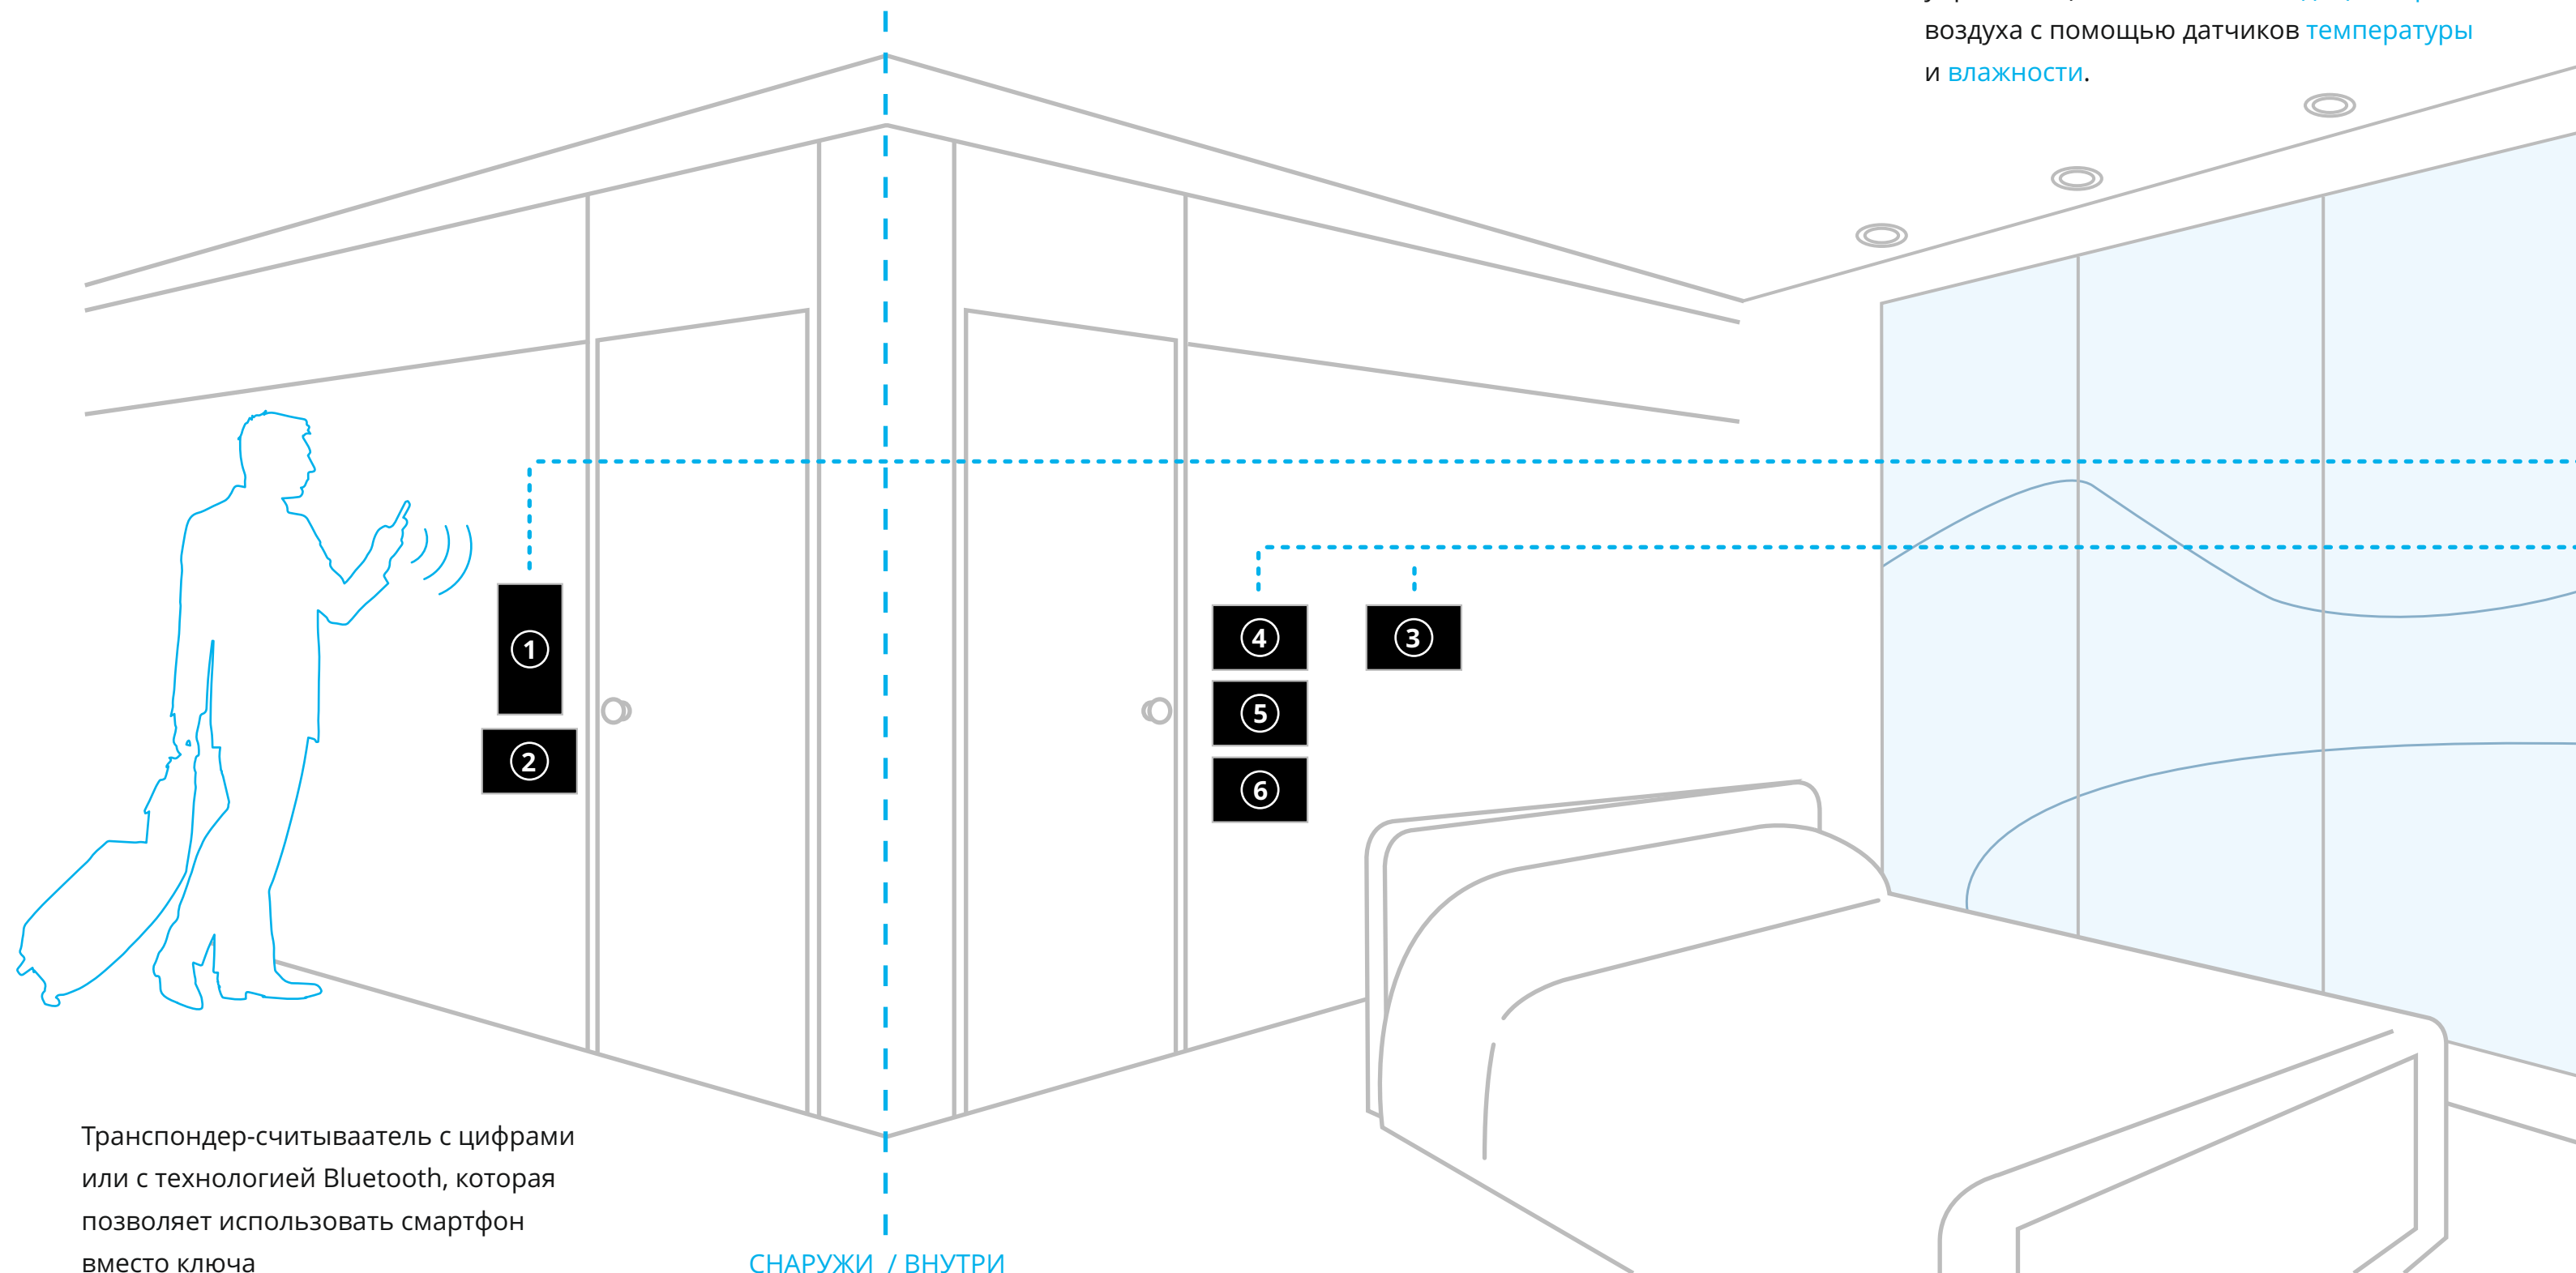 воздуха с помощью датчиков температуры
и влажности.
1
4
3
5
2
6
Транспондер-считываатель с цифрами
или с технологией Bluetooth, которая
позволяет использовать смартфон
вместо ключа
СНАРУЖИ / ВНУТРИ